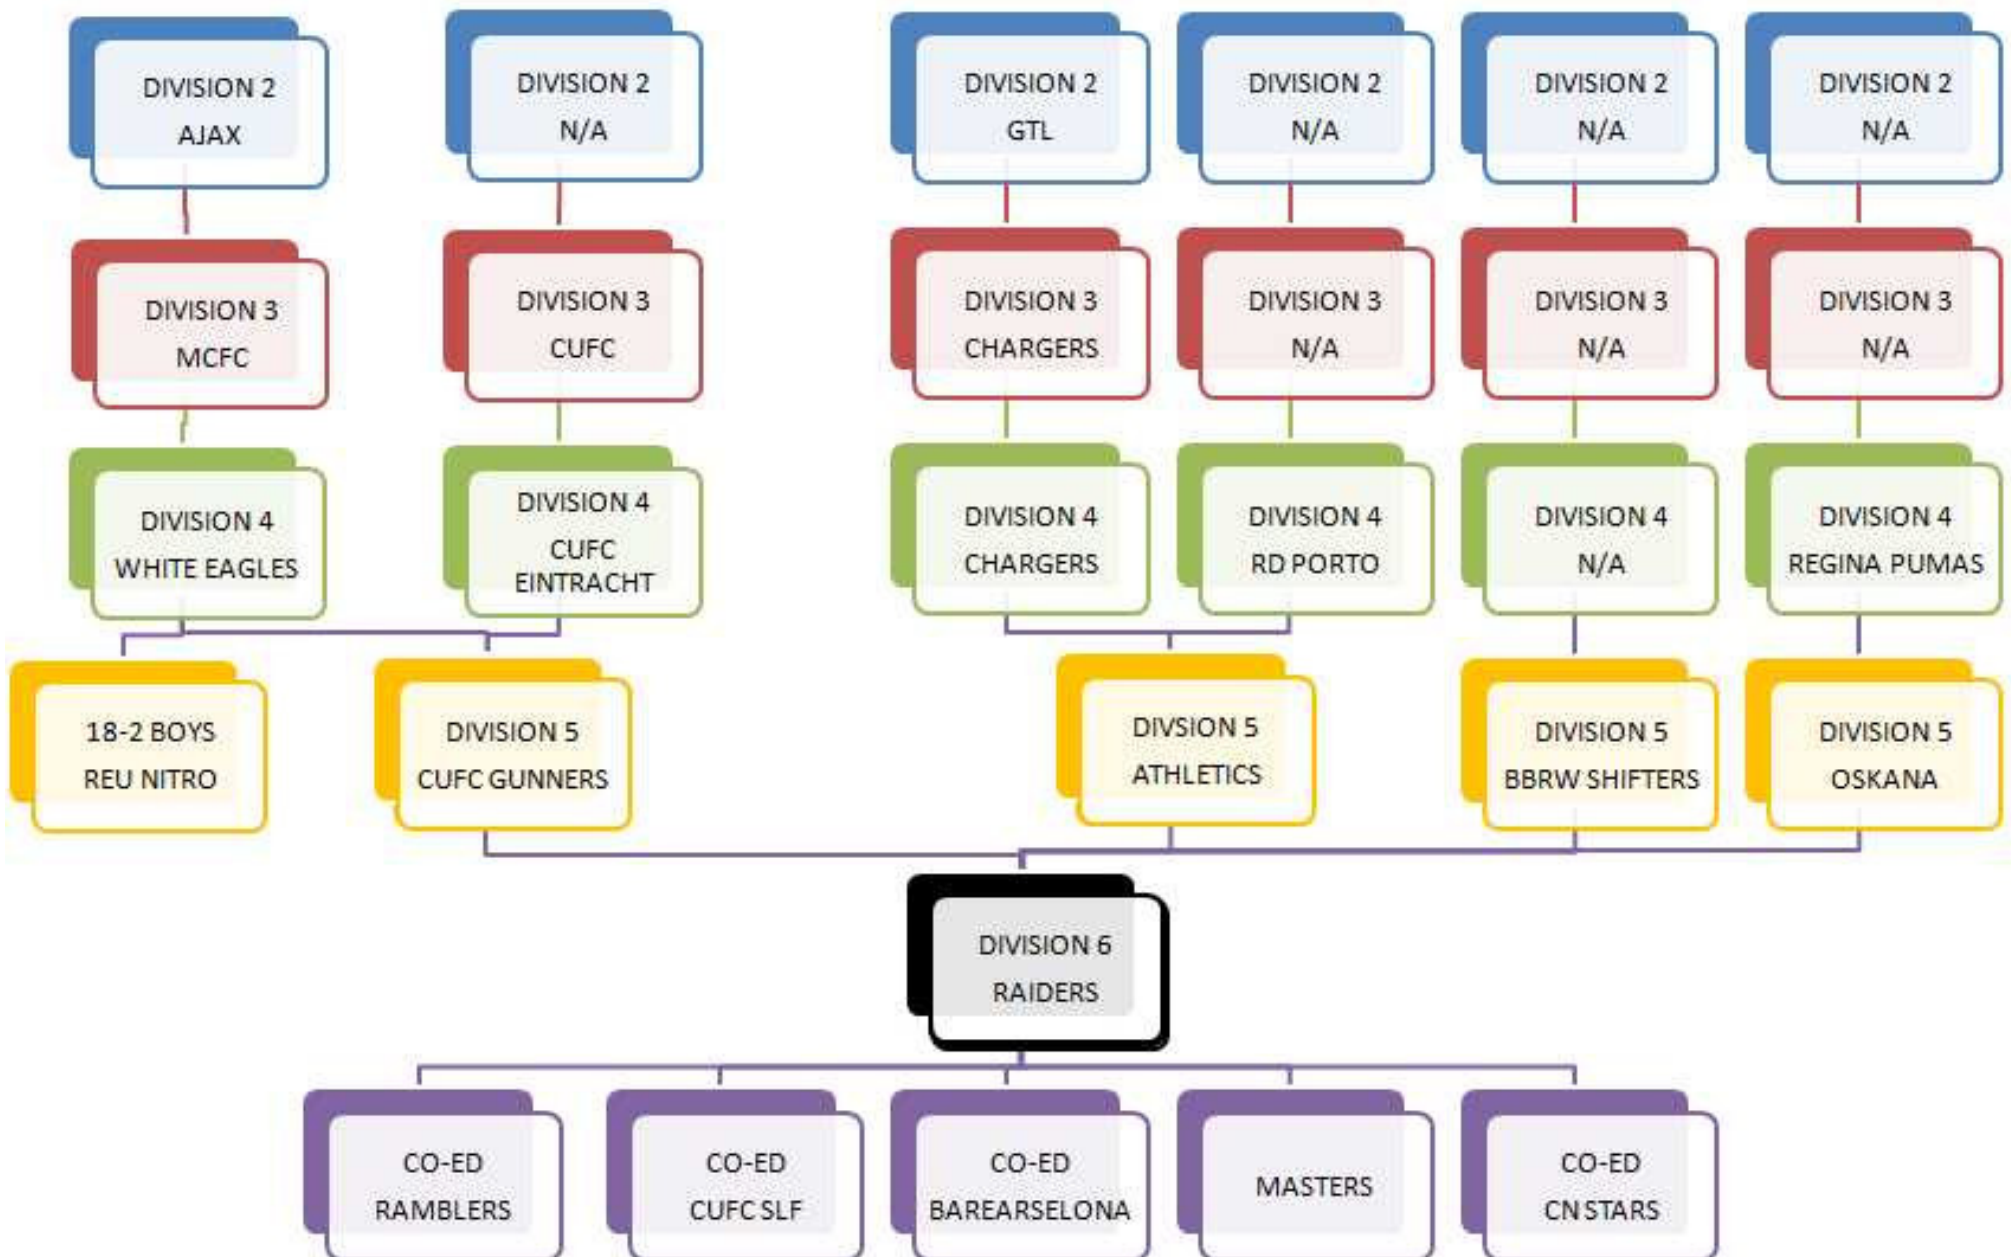 DIVISION 2
AJAX
DIVISION 2
N/A
DIVISION 2
GTL
DIVISION 2
N/A
DIVISION 2
N/A
DIVISION 2
N/A
DIVISION 3
MCFC
DIVISION 3
CUFC
DIVISION 3
CHARGERS
DIVISION 3
N/A
DIVISION 3
N/A
DIVISION 3
N/A
DIVISION 4
WHITE EAGLES
DIVISION 4
CUFC
EINTRACHT
DIVISION 4
CHARGERS
DIVISION 4
RD PORTO
DIVISION 4
N/A
DIVISION 4
REGINA PUMAS
18-2 BOYS
REU NITRO
DIVISION 5
CUFC GUNNERS
DIVSION 5
ATHLETICS
DIVISION 5
BBRW SHIFTERS
DIVISION 5
OSKANA
DIVISION 6
RAIDERS
CO-ED
RAMBLERS
CO-ED
CUFC SLF
CO-ED
BAREARSELONA
MASTERS
CO-ED
CN STARS